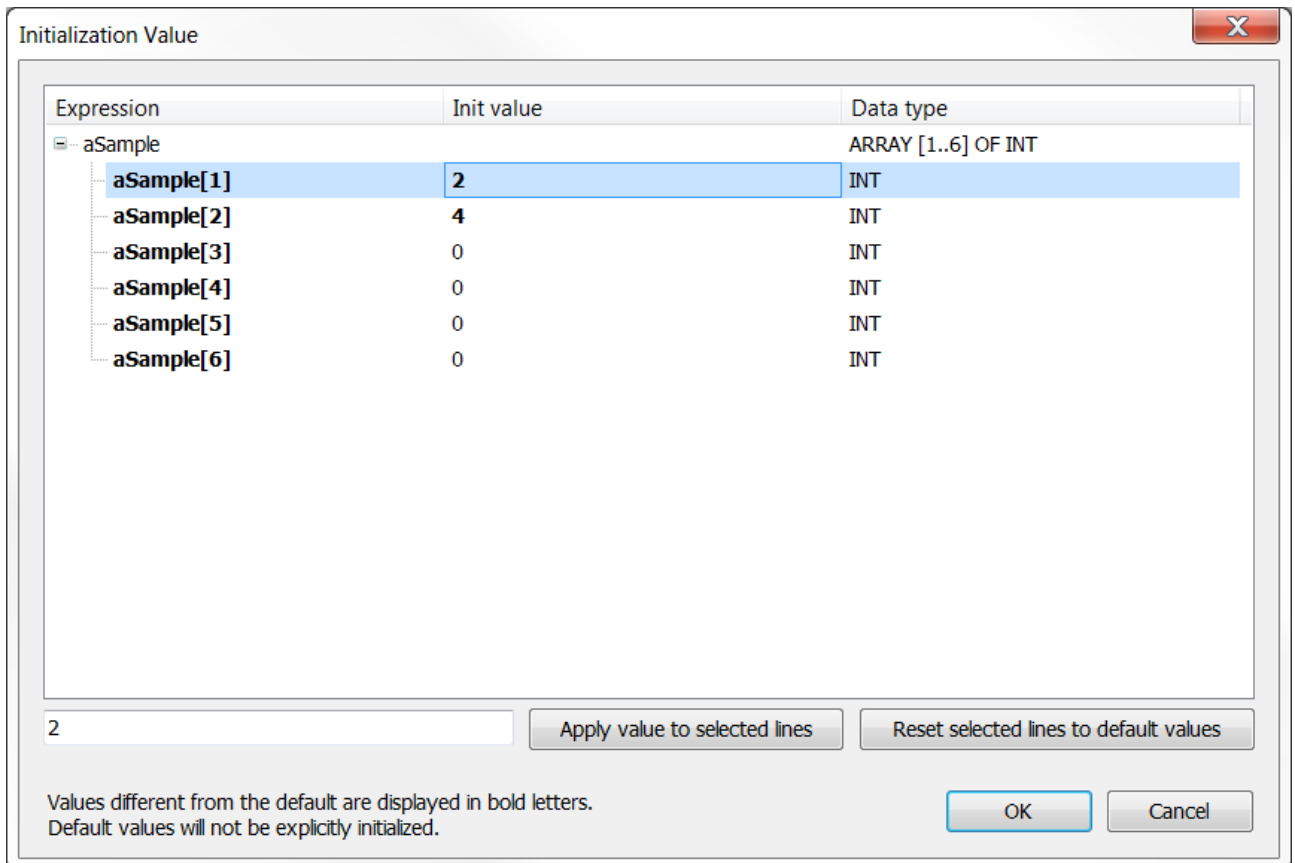 Initialization Value
Expression Init value Data type
aSample ARRAY [1..6] OF INT
aSample[1] 2 INT
aSample[2] 4 INT
aSample[3] 0 INT
aSample[4] 0 INT
aSample[5] 0 INT
aSample[6] 0 INT
2 Apply value to selected lines Reset selected lines to default values
Values different from the default are displayed in bold letters.
Default values will not be explicitly initialized.
OK Cancel